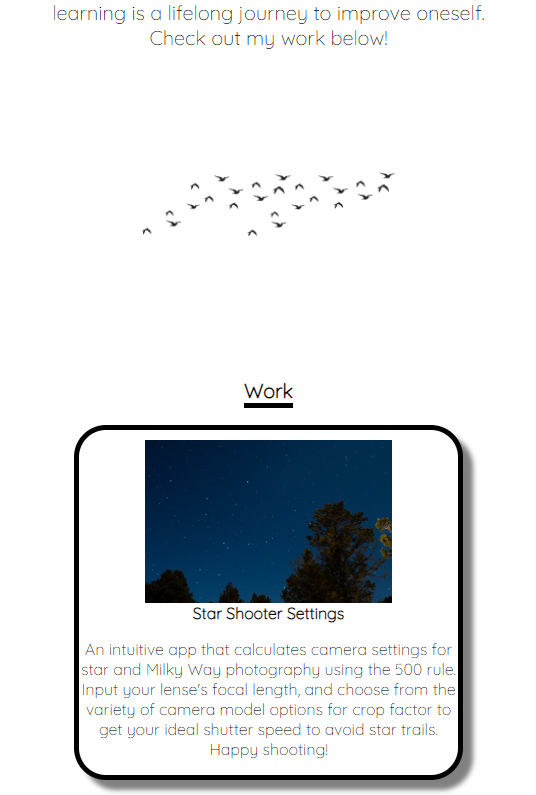 learning is a lifelong journey to improve oneself.
Check out my work below!
Work
Star Shooter Settings
An intuitive app that calculates camera settings for
star and Milky Way photography using the 500 rule.
Input your lense's focal length, and choose from the
variety of camera model options for crop factor to
get your ideal shutter speed to avoid star trails.
Happy shooting!